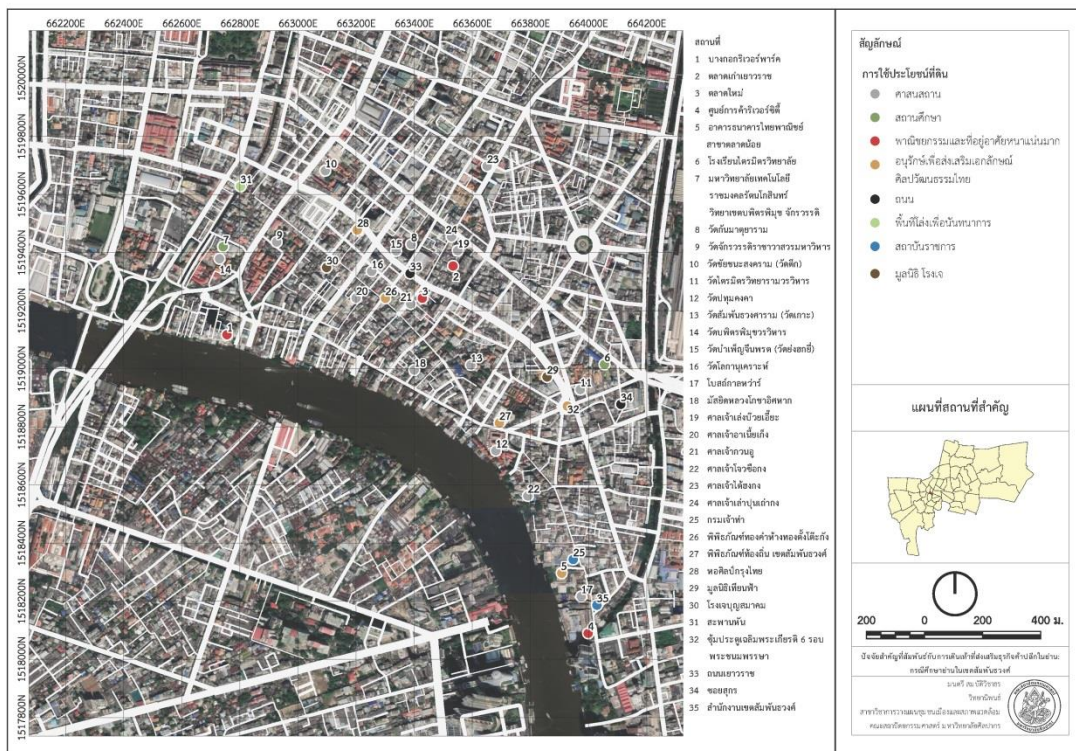 662200E 662400E 662600E 662800E 663000E 663200E 663400E 663600E 663800E 664000E 664200E
1520000N
1519800N
1519600N
1519400N
1519200N
1519000N
1518800N
1518600N
1518400N
1518200N
1518000N
1517800N
23
10
31
28
24
7
9
15
8
19
14
30
16
33
2
20
26
21
3
1
18
13
29
6
11
34
32
27
12
22
25
5
17
35
4
สถานที่
1 บางกอกริเวอร์พาร์ค
2 ตลาดเก่าเยาวราช
3 ตลาดใหม่
4 ศูนย์การค้าริเวอร์ซิตี้
5 อาคารธนาคารไทยพาณิชย์
สาขาตลาดน้อย
6 โรงเรียนไตรมิตรวิทยาลัย
7 มหาวิทยาลัยเทคโนโลยี
ราชมงคลรัตนโกสินทร์
วิทยาเขตบพิตรพิมุข จักรวรรดิ
8 วัดกันมาตุยาราม
9 วัดจักรวรรดิราชาวาสวรมหาวิหาร
10 วัดชัยชนะสงคราม (วัดตึก)
11 วัดไตรมิตรวิทยารามวรวิหาร
12 วัดปทุมคงคา
13 วัดสัมพันธวงศาราม (วัดเกาะ)
14 วัดบพิตรพิมุขวรวิหาร
15 วัดบำเพ็ญจีนพรต (วัดย่งฮกยี่)
16 วัดโลกานุเคราะห์
17 โบสถ์กาลหว่าร์
18 มัสยิดหลวงโกชาอิศหาก
19 ศาลเจ้าเล่งบ๊วยเอี้ยะ
20 ศาลเจ้าอาเนี้ยเก็ง
21 ศาลเจ้ากวนอู
22 ศาลเจ้าโจวซือกง
23 ศาลเจ้าไต้ฮงกง
24 ศาลเจ้าเล่าปุนเถ่ากง
25 กรมเจ้าท่า
26 พิพิธภัณฑ์ทองคำห้างทองตั้งโต๊ะกัง
27 พิพิธภัณฑ์ท้องถิ่น เขตสัมพันธวงศ์
28 หอศิลป์กรุงไทย
29 มูลนิธิเทียนฟ้า
30 โรงเจบุญสมาคม
31 สะพานหัน
32 ซุ้มประตูเฉลิมพระเกียรติ 6 รอบ
พระชนมพรรษา
33 ถนนเยาวราช
34 ซอยสุกร
35 สำนักงานเขตสัมพันธวงศ์
สัญลักษณ์
การใช้ประโยชน์ที่ดิน
ศาสนสถาน
สถานศึกษา
พาณิชยกรรมและที่อยู่อาศัยหนาแน่นมาก
อนุรักษ์เพื่อส่งเสริมเอกลักษณ์
ศิลปวัฒนธรรมไทย
ถนน
พื้นที่โล่งเพื่อนันทนาการ
สถาบันราชการ
มูลนิธิ โรงเจ
แผนที่สถานที่สำคัญ
200 0 200 400 ม.
ปัจจัยสำคัญที่สัมพันธ์กับการเดินเท้าที่ส่งเสริมธุรกิจค้าปลีกในย่าน:
กรณีศึกษาย่านในเขตสัมพันธวงศ์
มนตรี สมบัติวิชาธร
วิทยานิพนธ์
สาขาวิชาการวางแผนชุมชนเมืองและสภาพแวดล้อม
คณะสถาปัตยกรรมศาสตร์ มหาวิทยาลัยศิลปากร